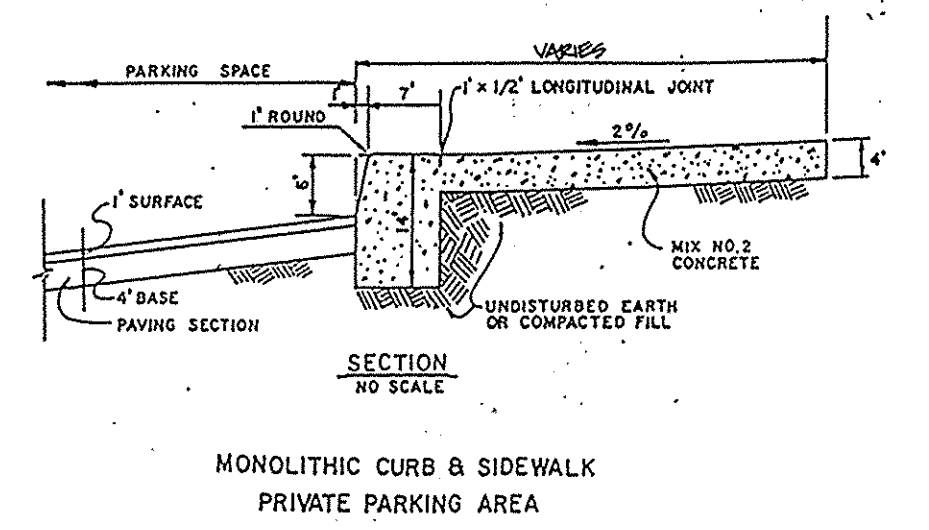 VARIES
PARKING SPACE
1" 7" 1" × 1/2" LONGITUDINAL JOINT
1" ROUND
2%
6"
4"
14"
1" SURFACE
MIX NO.2
CONCRETE
4" BASE
PAVING SECTION
UNDISTURBED EARTH
OR COMPACTED FILL
SECTION
NO SCALE
MONOLITHIC CURB & SIDEWALK
PRIVATE PARKING AREA